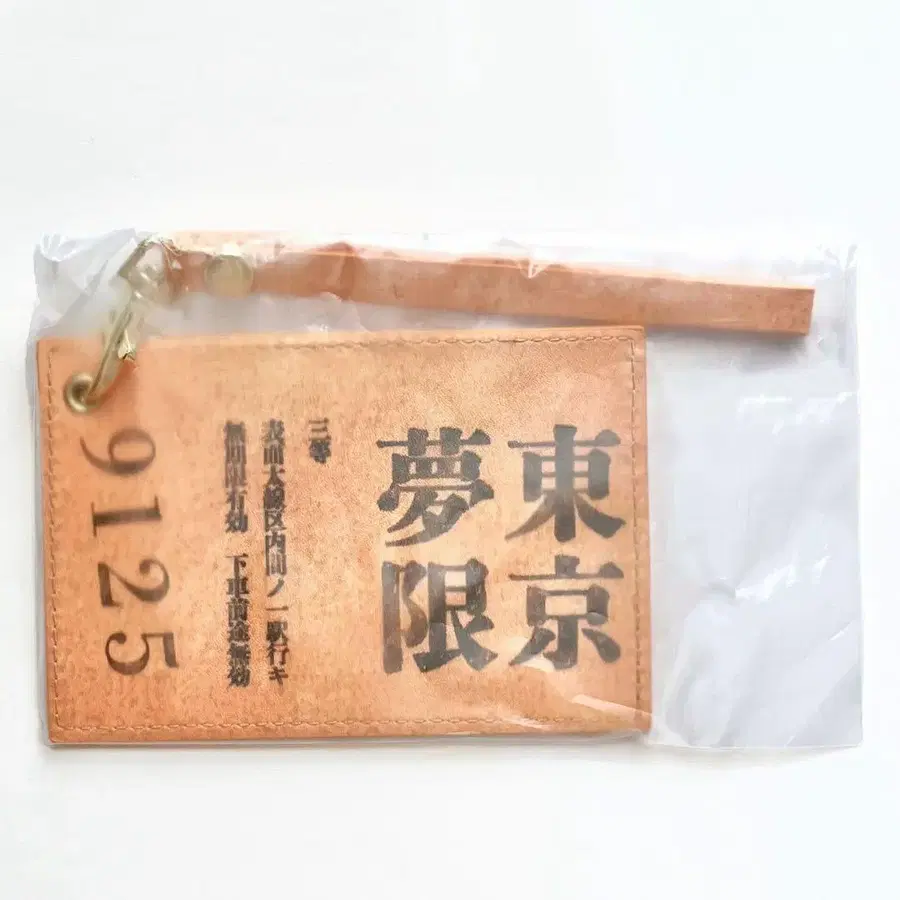 東京
夢限
三等
表面太線区内間ノ一駅行キ
無期限有効 下車前途無効
9125